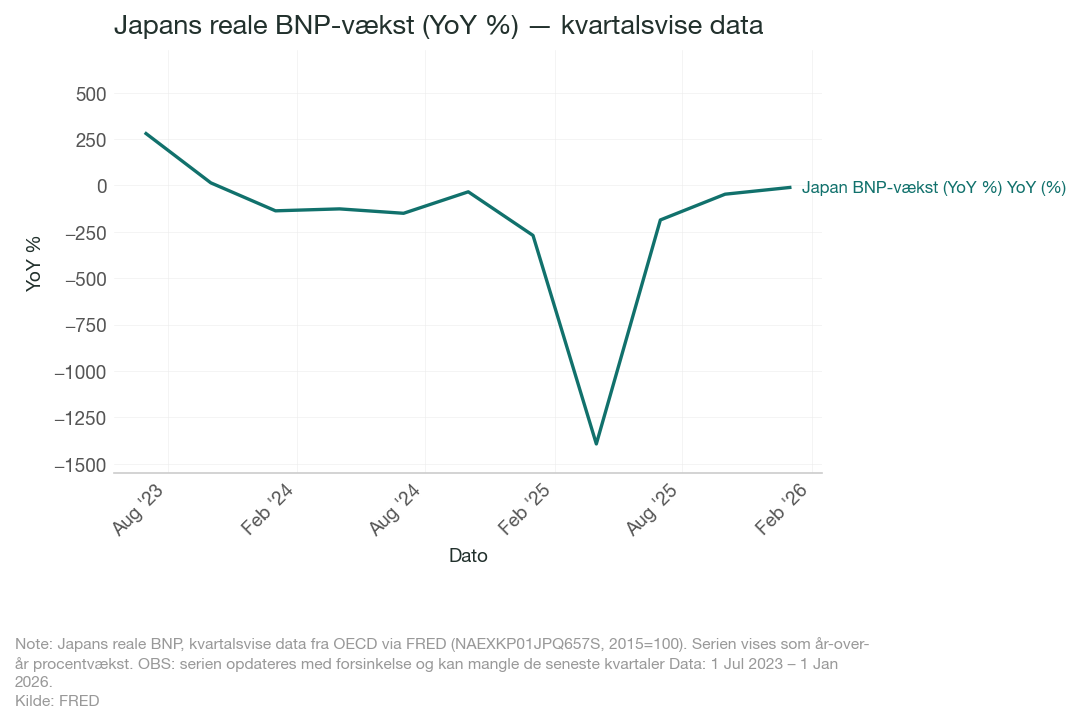 Japans reale BNP-vækst (YoY %) — kvartalsvise data
500
250
0
−250
−500
−750
−1000
−1250
−1500
YoY %
Japan BNP-vækst (YoY %) YoY (%)
Aug '23
Feb '24
Aug '24
Feb '25
Aug '25
Feb '26
Dato
Note: Japans reale BNP, kvartalsvise data fra OECD via FRED (NAEXKP01JPQ657S, 2015=100). Serien vises som år-over-
år procentvækst. OBS: serien opdateres med forsinkelse og kan mangle de seneste kvartaler Data: 1 Jul 2023 – 1 Jan
2026.
Kilde: FRED